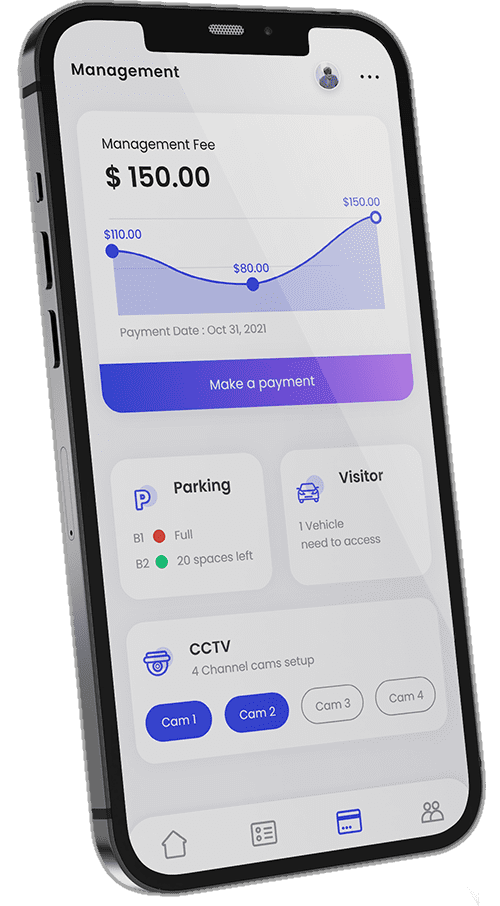 Management
Management Fee
$ 150.00
$150.00
$110.00
$80.00
Payment Date : Oct 31, 2021
Make a payment
P Parking
B1 Full
B2 20 spaces left
Visitor
1 Vehicle
need to access
CCTV
4 Channel cams setup
Cam 1 Cam 2 Cam 3 Cam 4